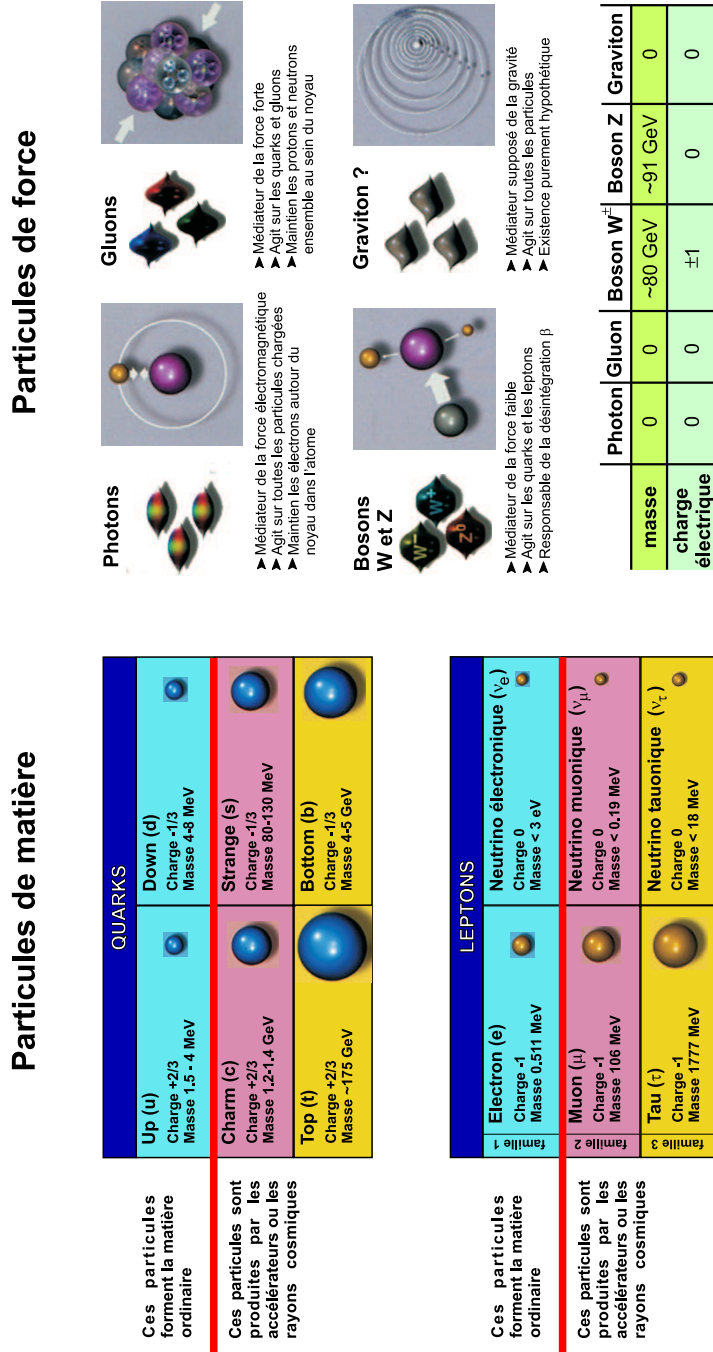 Particules de matière
Particules de force
QUARKS
Ces particules
forment la matière
ordinaire
Up (u)
Charge +2/3
Masse 1.5 - 4 MeV
Down (d)
Charge -1/3
Masse 4-8 MeV
Ces particules sont
produites par les
accélérateurs ou les
rayons cosmiques
Charm (c)
Charge +2/3
Masse 1.2-1.4 GeV
Strange (s)
Charge -1/3
Masse 80-130 MeV
Top (t)
Charge +2/3
Masse ~175 GeV
Bottom (b)
Charge -1/3
Masse 4-5 GeV
LEPTONS
Ces particules
forment la matière
ordinaire
famille 1
Electron (e)
Charge -1
Masse 0.511 MeV
Neutrino électronique (νe)
Charge 0
Masse < 3 eV
Ces particules sont
produites par les
accélérateurs ou les
rayons cosmiques
famille 2
Muon (μ)
Charge -1
Masse 106 MeV
Neutrino muonique (νμ)
Charge 0
Masse < 0.19 MeV
famille 3
Tau (τ)
Charge -1
Masse 1777 MeV
Neutrino tauonique (ντ)
Charge 0
Masse < 18 MeV
Photons
➤ Médiateur de la force électromagnétique
➤ Agit sur toutes les particules chargées
➤ Maintien les électrons autour du
noyau dans l'atome
Gluons
➤ Médiateur de la force forte
➤ Agit sur les quarks et gluons
➤ Maintien les protons et neutrons
ensemble au sein du noyau
Bosons
W et Z
W−
W+
Z0
➤ Médiateur de la force faible
➤ Agit sur les quarks et les leptons
➤ Responsable de la désintégration β
Graviton ?
➤ Médiateur supposé de la gravité
➤ Agit sur toutes les particules
➤ Existence purement hypothétique
Photon Gluon Boson W± Boson Z Graviton
masse 0 0 ~80 GeV ~91 GeV 0
charge
électrique 0 0 ±1 0 0